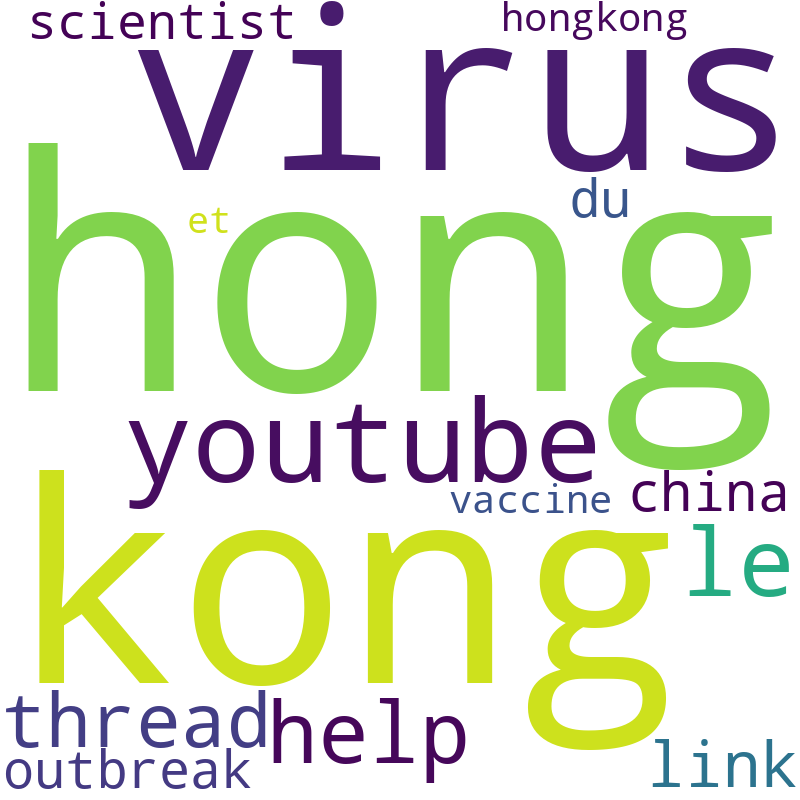 scientist hongkong
virus
du
et
hong
youtube
vaccine china
le
kong
thread help
outbreak link